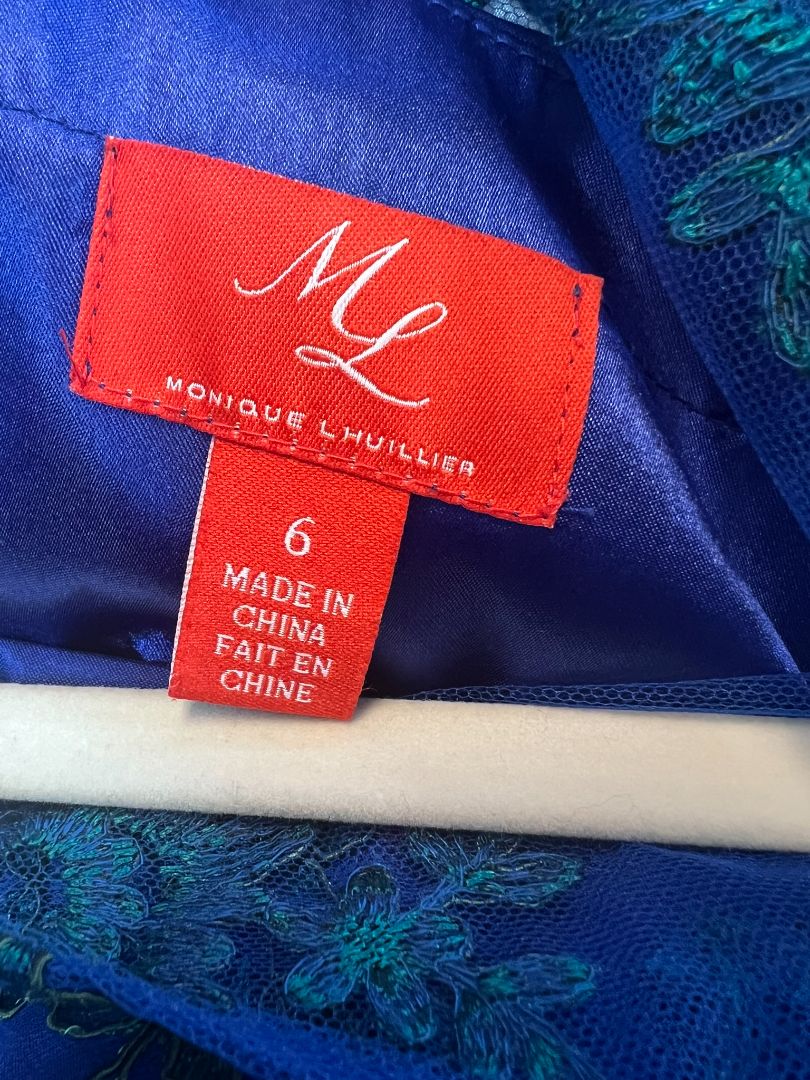 ML
MONIQUE LHUILLIER
6
MADE IN
CHINA
FAIT EN
CHINE